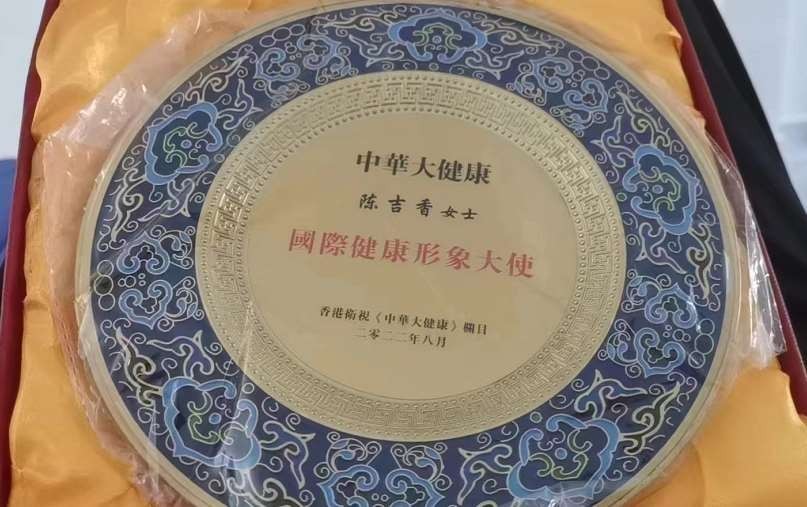 中華大健康
陈吉香 女士
國際健康形象大使
香港衛視《中華大健康》欄目
二零二二年八月